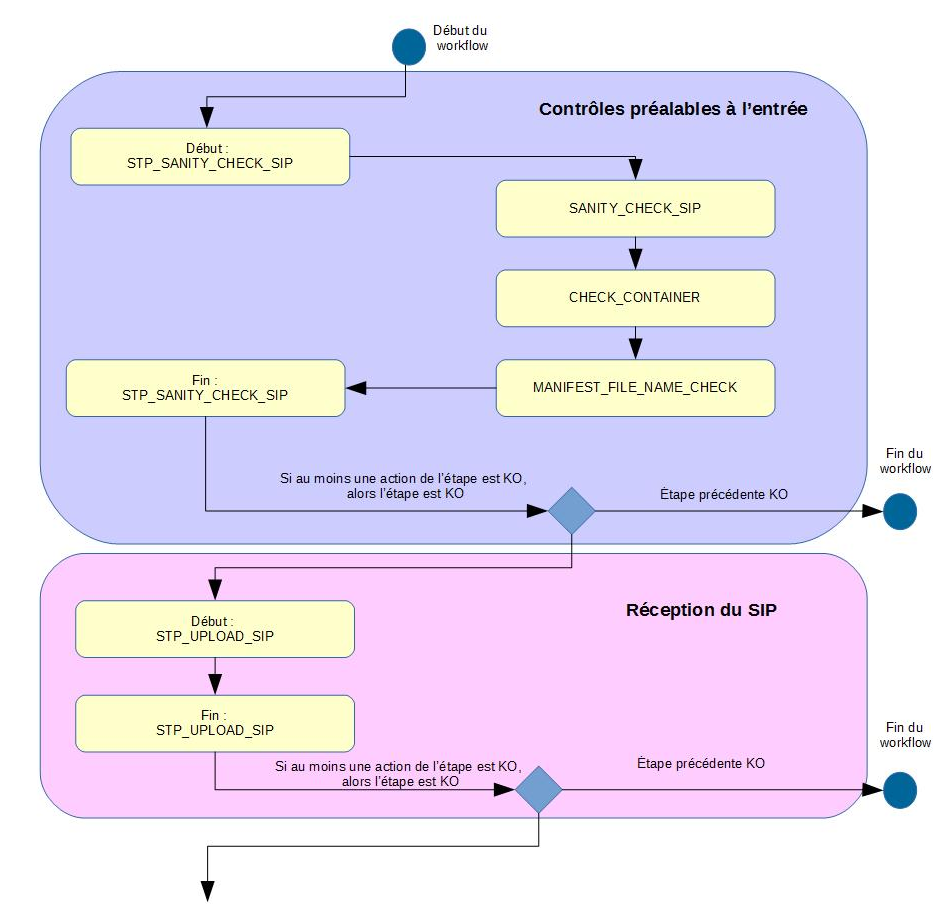 Début du
workflow
Contrôles préalables à l’entrée
Début :
STP_SANITY_CHECK_SIP
SANITY_CHECK_SIP
CHECK_CONTAINER
MANIFEST_FILE_NAME_CHECK
Fin :
STP_SANITY_CHECK_SIP
Si au moins une action de l’étape est KO,
alors l’étape est KO
Étape précédente KO
Fin du
workflow
Réception du SIP
Début :
STP_UPLOAD_SIP
Fin :
STP_UPLOAD_SIP
Si au moins une action de l’étape est KO,
alors l’étape est KO
Étape précédente KO
Fin du
workflow